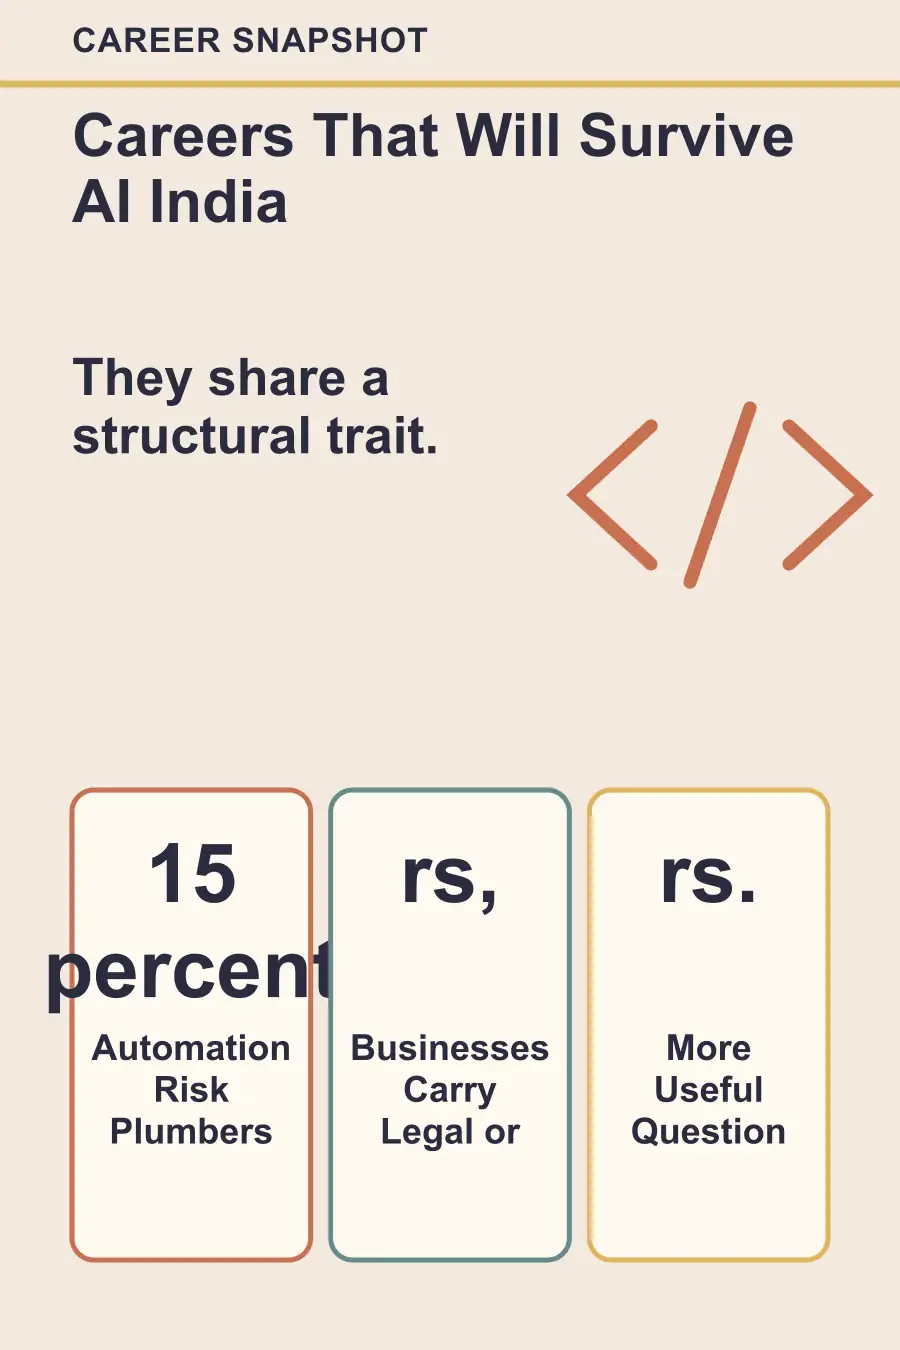 CAREER SNAPSHOT
Careers That Will Survive
AI India
They share a
structural trait.
</>
15
percent
Automation
Risk
Plumbers
rs,
Businesses
Carry
Legal or
rs.
More
Useful
Question